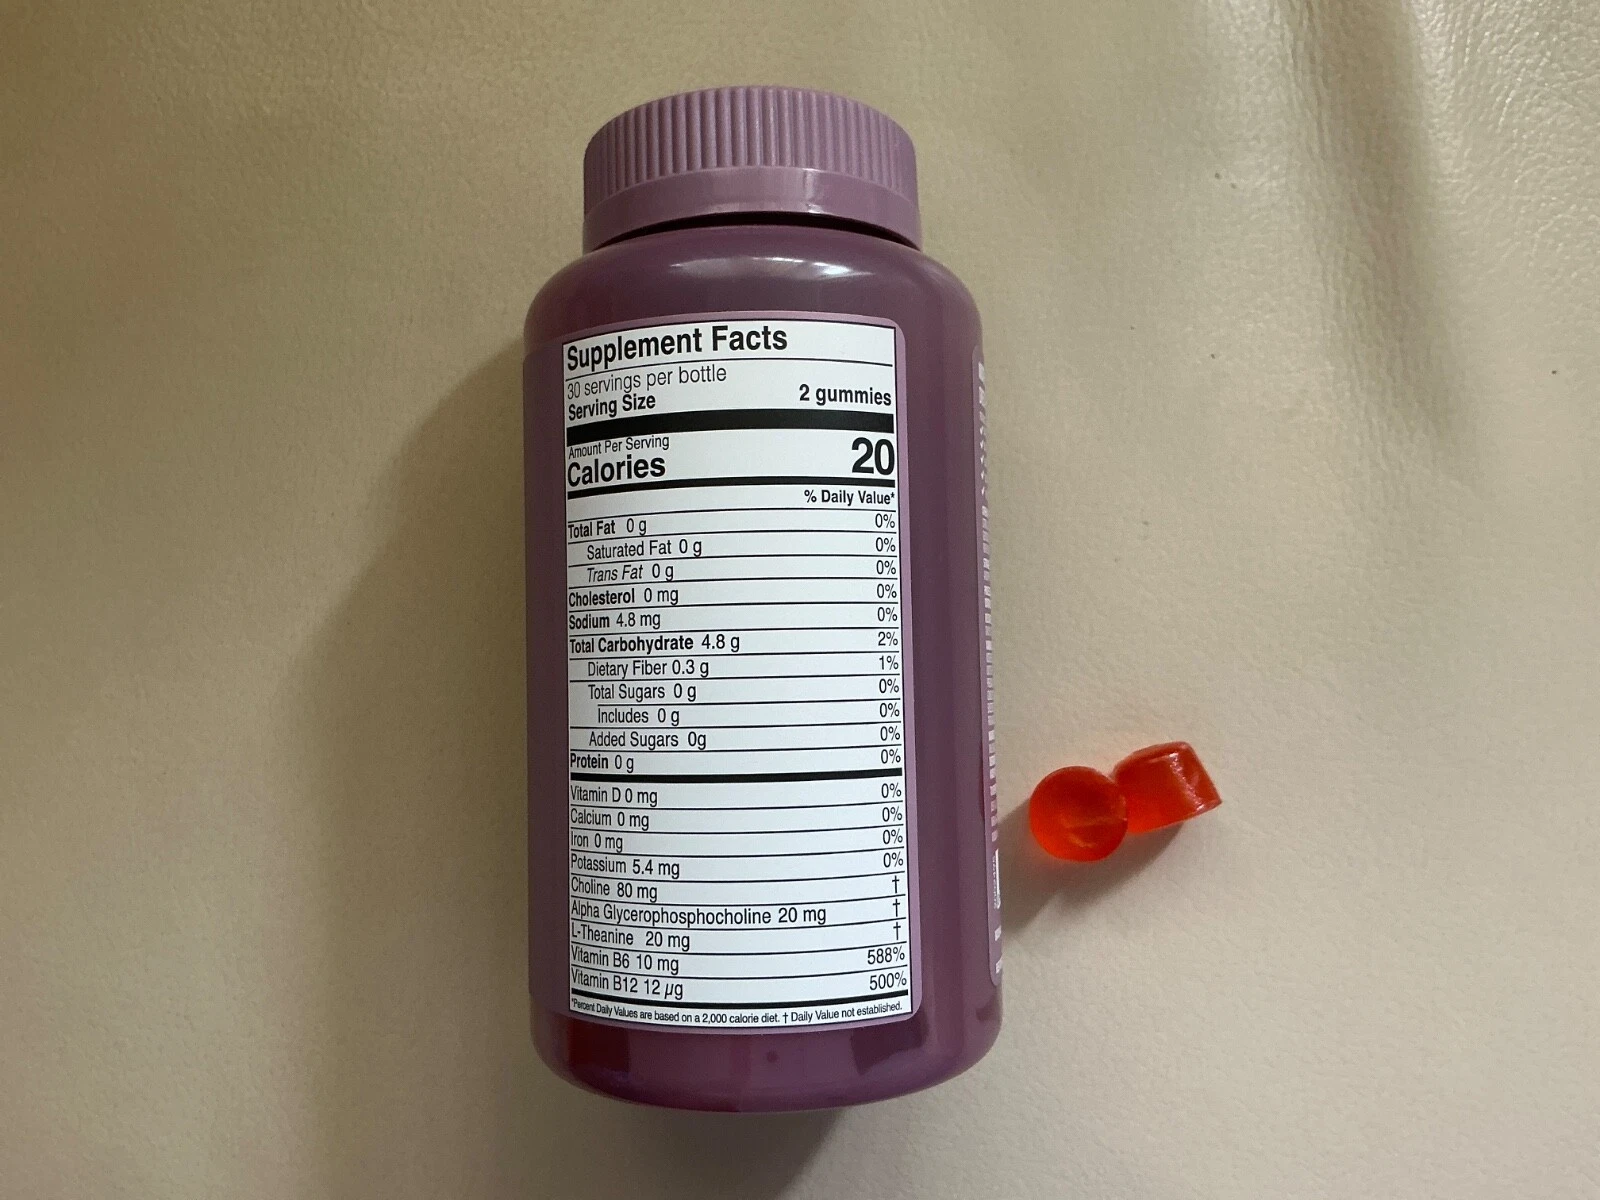 Supplement Facts
30 servings per bottle
Serving Size 2 gummies
Amount Per Serving
Calories 20
% Daily Value*
Total Fat 0 g 0%
Saturated Fat 0 g 0%
Trans Fat 0 g 0%
Cholesterol 0 mg 0%
Sodium 4.8 mg 0%
Total Carbohydrate 4.8 g 2%
Dietary Fiber 0.3 g 1%
Total Sugars 0 g 0%
Includes 0 g 0%
Added Sugars 0g 0%
Protein 0 g 0%
Vitamin D 0 mg 0%
Calcium 0 mg 0%
Iron 0 mg 0%
Potassium 5.4 mg 0%
Choline 80 mg †
Alpha Glycerophosphocholine 20 mg †
L-Theanine 20 mg †
Vitamin B6 10 mg 588%
Vitamin B12 12 µg 500%
*Percent Daily Values are based on a 2,000 calorie diet. † Daily Value not established.